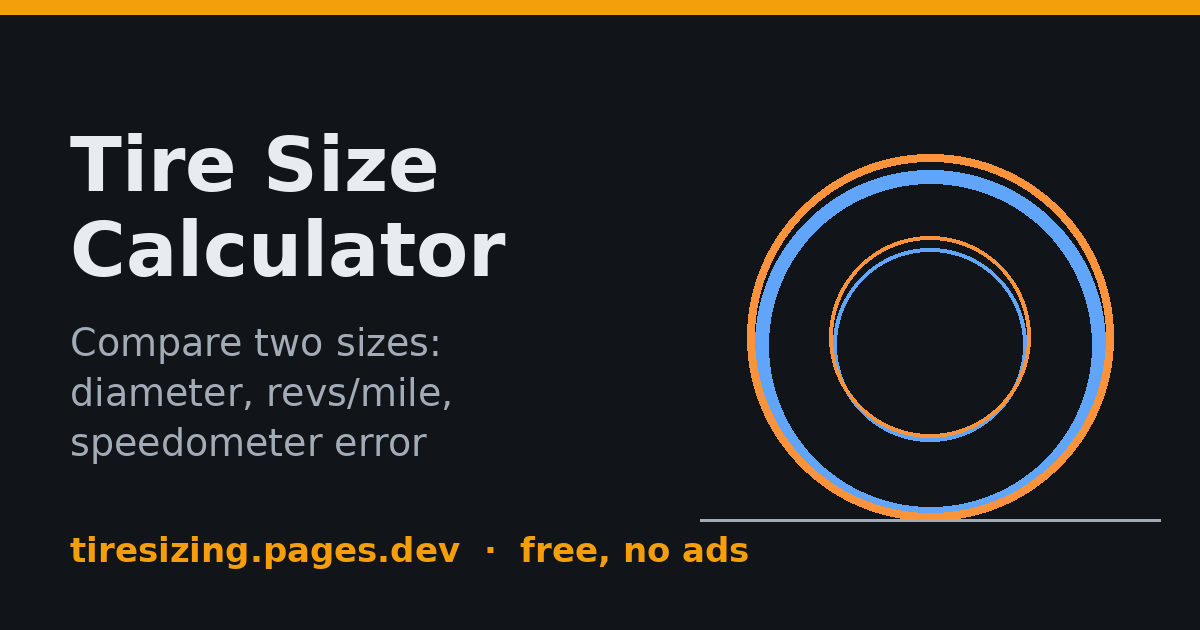 Tire Size
Calculator
Compare two sizes:
diameter, revs/mile,
speedometer error
tiresizing.pages.dev · free, no ads